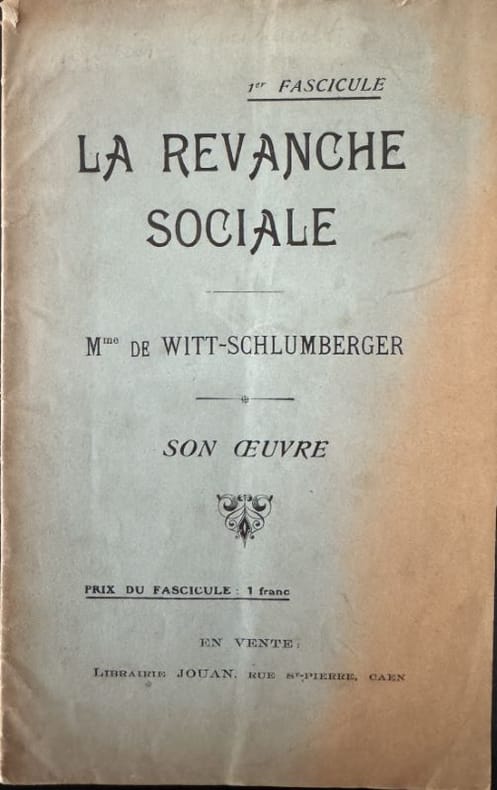 1er FASCICULE
LA REVANCHE
SOCIALE
Mme DE WITT-SCHLUMBERGER
SON ŒUVRE
PRIX DU FASCICULE : 1 franc
EN VENTE :
LIBRAIRIE JOUAN, RUE St-PIERRE, CAEN